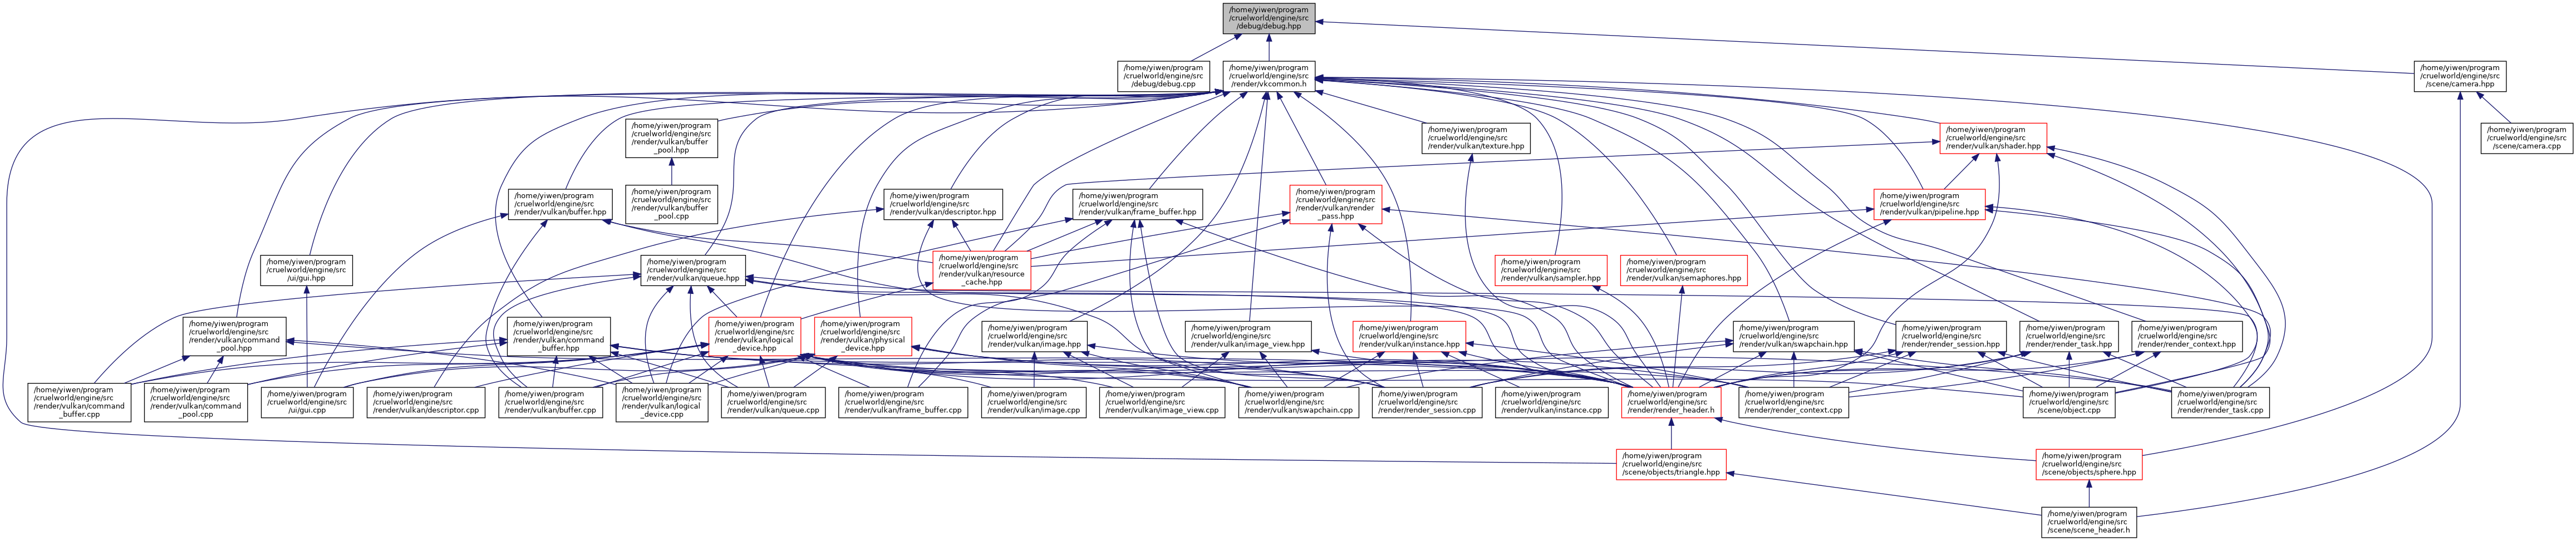 /home/yiwen/program
/cruelworld/engine/src
/debug/debug.hpp
/home/yiwen/program
/cruelworld/engine/src
/debug/debug.cpp
/home/yiwen/program
/cruelworld/engine/src
/render/vkcommon.h
/home/yiwen/program
/cruelworld/engine/src
/scene/camera.hpp
/home/yiwen/program
/cruelworld/engine/src
/render/vulkan/buffer
_pool.hpp
/home/yiwen/program
/cruelworld/engine/src
/render/vulkan/texture.hpp
/home/yiwen/program
/cruelworld/engine/src
/render/vulkan/shader.hpp
/home/yiwen/program
/cruelworld/engine/src
/scene/camera.cpp
/home/yiwen/program
/cruelworld/engine/src
/render/vulkan/buffer.hpp
/home/yiwen/program
/cruelworld/engine/src
/render/vulkan/buffer
_pool.cpp
/home/yiwen/program
/cruelworld/engine/src
/render/vulkan/descriptor.hpp
/home/yiwen/program
/cruelworld/engine/src
/render/vulkan/frame_buffer.hpp
/home/yiwen/program
/cruelworld/engine/src
/render/vulkan/render
_pass.hpp
/home/yiwen/program
/cruelworld/engine/src
/render/vulkan/pipeline.hpp
/home/yiwen/program
/cruelworld/engine/src
/ui/gui.hpp
/home/yiwen/program
/cruelworld/engine/src
/render/vulkan/queue.hpp
/home/yiwen/program
/cruelworld/engine/src
/render/vulkan/resource
_cache.hpp
/home/yiwen/program
/cruelworld/engine/src
/render/vulkan/sampler.hpp
/home/yiwen/program
/cruelworld/engine/src
/render/vulkan/semaphores.hpp
/home/yiwen/program
/cruelworld/engine/src
/render/vulkan/command
_pool.hpp
/home/yiwen/program
/cruelworld/engine/src
/render/vulkan/command
_buffer.hpp
/home/yiwen/program
/cruelworld/engine/src
/render/vulkan/logical
_device.hpp
/home/yiwen/program
/cruelworld/engine/src
/render/vulkan/physical
_device.hpp
/home/yiwen/program
/cruelworld/engine/src
/render/vulkan/image.hpp
/home/yiwen/program
/cruelworld/engine/src
/render/vulkan/image_view.hpp
/home/yiwen/program
/cruelworld/engine/src
/render/vulkan/instance.hpp
/home/yiwen/program
/cruelworld/engine/src
/render/vulkan/swapchain.hpp
/home/yiwen/program
/cruelworld/engine/src
/render/render_session.hpp
/home/yiwen/program
/cruelworld/engine/src
/render/render_task.hpp
/home/yiwen/program
/cruelworld/engine/src
/render/render_context.hpp
/home/yiwen/program
/cruelworld/engine/src
/render/vulkan/command
_buffer.cpp
/home/yiwen/program
/cruelworld/engine/src
/render/vulkan/command
_pool.cpp
/home/yiwen/program
/cruelworld/engine/src
/ui/gui.cpp
/home/yiwen/program
/cruelworld/engine/src
/render/vulkan/descriptor.cpp
/home/yiwen/program
/cruelworld/engine/src
/render/vulkan/buffer.cpp
/home/yiwen/program
/cruelworld/engine/src
/render/vulkan/logical
_device.cpp
/home/yiwen/program
/cruelworld/engine/src
/render/vulkan/queue.cpp
/home/yiwen/program
/cruelworld/engine/src
/render/vulkan/frame_buffer.cpp
/home/yiwen/program
/cruelworld/engine/src
/render/vulkan/image.cpp
/home/yiwen/program
/cruelworld/engine/src
/render/vulkan/image_view.cpp
/home/yiwen/program
/cruelworld/engine/src
/render/vulkan/swapchain.cpp
/home/yiwen/program
/cruelworld/engine/src
/render/render_session.cpp
/home/yiwen/program
/cruelworld/engine/src
/render/vulkan/instance.cpp
/home/yiwen/program
/cruelworld/engine/src
/render/render_header.h
/home/yiwen/program
/cruelworld/engine/src
/render/render_context.cpp
/home/yiwen/program
/cruelworld/engine/src
/scene/object.cpp
/home/yiwen/program
/cruelworld/engine/src
/render/render_task.cpp
/home/yiwen/program
/cruelworld/engine/src
/scene/objects/triangle.hpp
/home/yiwen/program
/cruelworld/engine/src
/scene/objects/sphere.hpp
/home/yiwen/program
/cruelworld/engine/src
/scene/scene_header.h